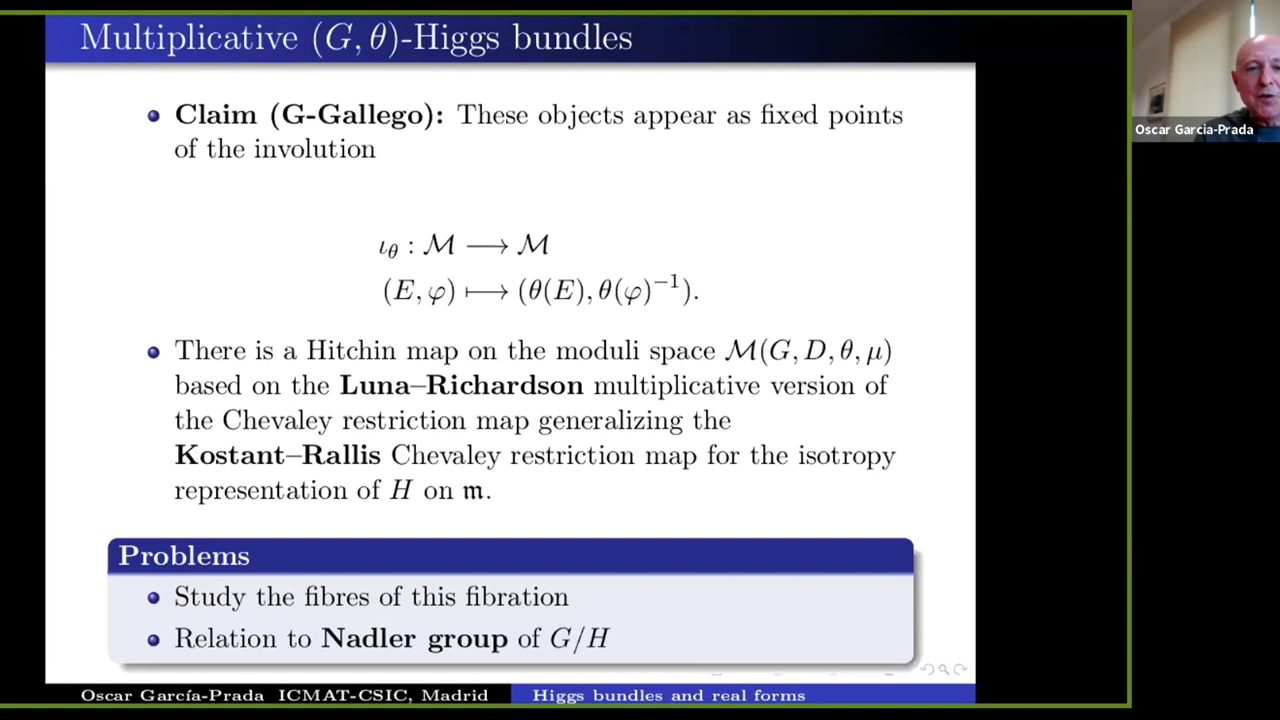 Multiplicative (G, θ)-Higgs bundles
Claim (G-Gallego): These objects appear as fixed points
of the involution
ι_θ : ℳ ⟶ ℳ
(E, φ) ⟼ (θ(E), θ(φ)⁻¹).
There is a Hitchin map on the moduli space ℳ(G, D, θ, μ)
based on the Luna–Richardson multiplicative version of
the Chevaley restriction map generalizing the
Kostant–Rallis Chevaley restriction map for the isotropy
representation of H on 𝔪.
Problems
Study the fibres of this fibration
Relation to Nadler group of G/H
Oscar García-Prada ICMAT-CSIC, Madrid
Higgs bundles and real forms
Oscar Garcia-Prada